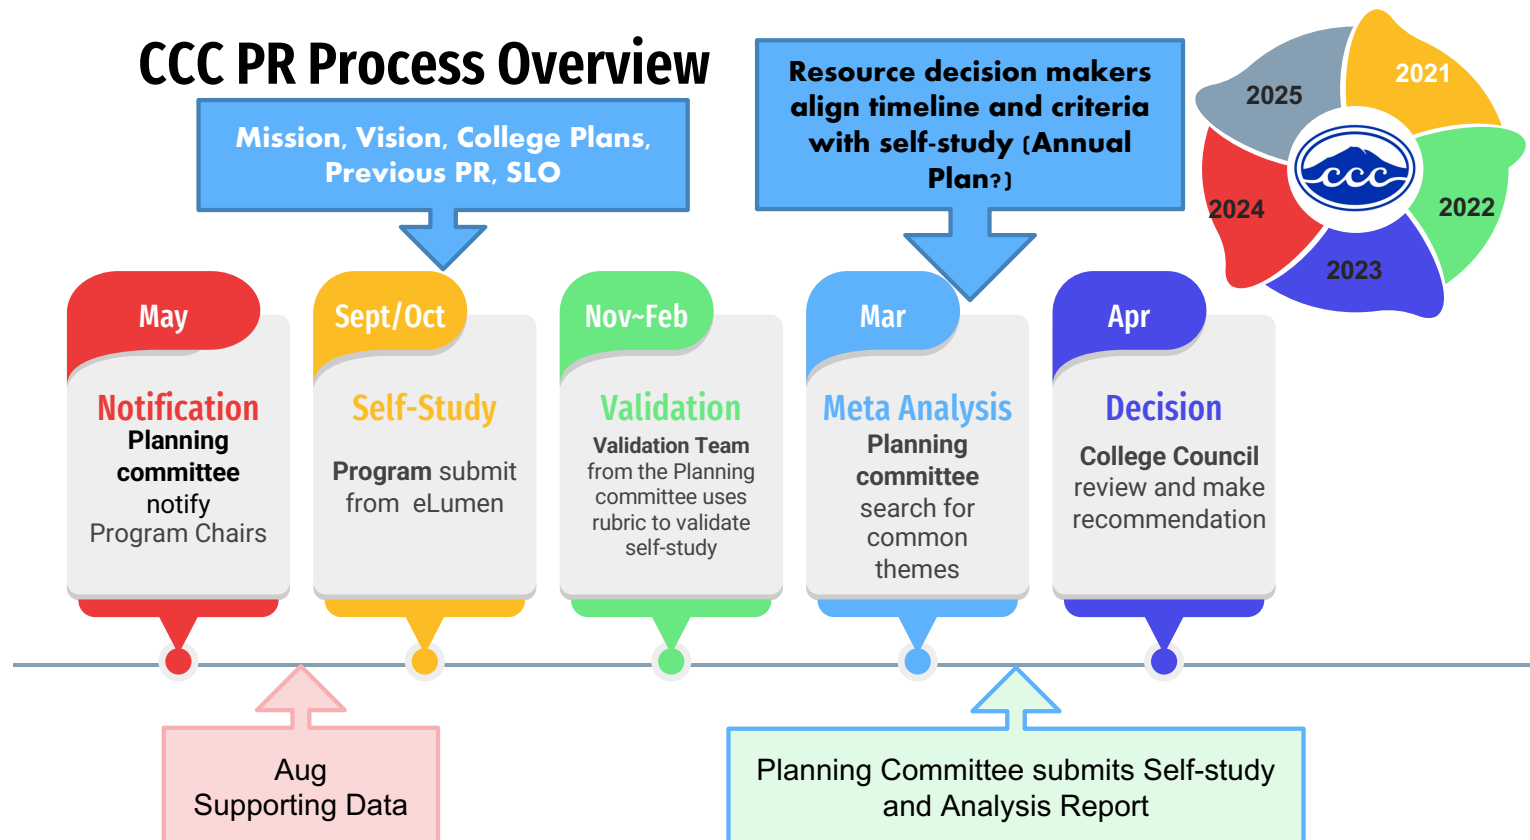 CCC PR Process Overview
Mission, Vision, College Plans,
Previous PR, SLO
Resource decision makers
align timeline and criteria
with self-study (Annual
Plan?)
2021
2022
2023
2024
2025
ccc
May
Notification
Planning
committee
notify
Program Chairs
Sept/Oct
Self-Study
Program submit
from eLumen
Nov~Feb
Validation
Validation Team
from the Planning
committee uses
rubric to validate
self-study
Mar
Meta Analysis
Planning
committee
search for
common
themes
Apr
Decision
College Council
review and make
recommendation
Aug
Supporting Data
Planning Committee submits Self-study
and Analysis Report